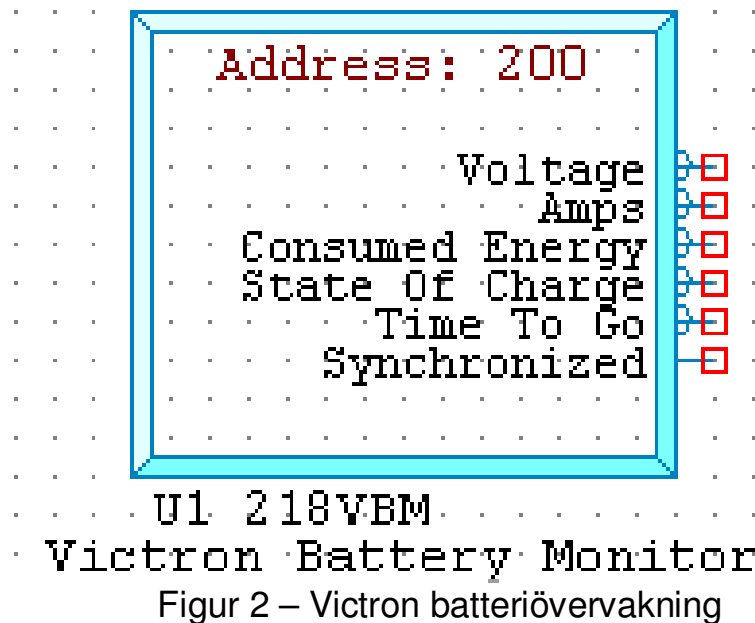 Address: 200
Voltage
Amps
Consumed Energy
State Of Charge
Time To Go
Synchronized
U1 218VBM
Victron Battery Monitor
Figur 2 – Victron batteriövervakning